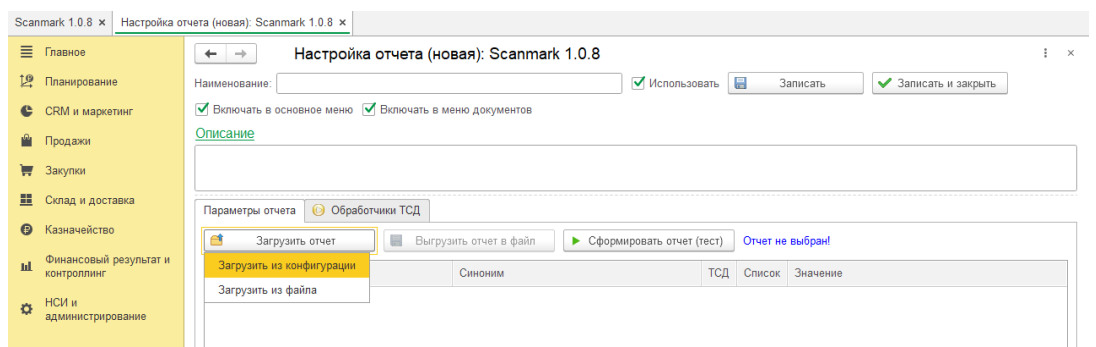 Scanmark 1.0.8 × Настройка отчета (новая): Scanmark 1.0.8 ×
Главное
Планирование
CRM и маркетинг
Продажи
Закупки
Склад и доставка
Казначейство
Финансовый результат и
контроллинг
НСИ и
администрирование
Настройка отчета (новая): Scanmark 1.0.8
Наименование: Использовать Записать Записать и закрыть
Включать в основное меню Включать в меню документов
Описание
Параметры отчета Обработчики ТСД
Загрузить отчет Выгрузить отчет в файл Сформировать отчет (тест) Отчет не выбран!
Загрузить из конфигурации Синоним ТСД Список Значение
Загрузить из файла